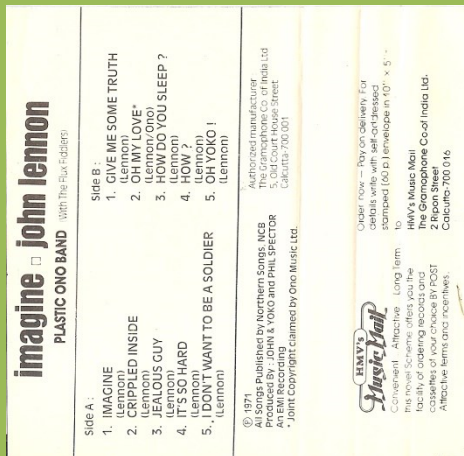 imagine □ john lennon
PLASTIC ONO BAND (With The Flux Fiddlers)
Side A :
1. IMAGINE
(Lennon)
2. CRIPPLED INSIDE
(Lennon)
3. JEALOUS GUY
(Lennon)
4. IT'S SO HARD
(Lennon)
5. I DON'T WANT TO BE A SOLDIER
(Lennon)
Side B :
1. GIVE ME SOME TRUTH
(Lennon)
2. OH MY LOVE*
(Lennon/Ono)
3. HOW DO YOU SLEEP ?
(Lennon)
4. HOW ?
(Lennon)
5. OH YOKO !
(Lennon)
℗ 1971
All Songs Published by Northern Songs, NCB
Produced By : JOHN & YOKO and PHIL SPECTOR
An EMI Recording
* Joint Copyright claimed by Ono Music Ltd.
Authorized manufacturer
The Gramophone Co. of India Ltd
5, Old Court House Street
Calcutta-700 001
HMV's
Music Mail
Convenient Attractive Long Term
this novel Scheme offers you the
facility of ordering records and
cassettes of your choice BY POST
Attractive terms and incentives.
Order now — Pay on delivery. For
details write with self-addressed
stamped (60 p.) envelope in 10" × 5"
to
HMV's Music Mail
The Gramophone Co. of India Ltd.
2 Ripon Street
Calcutta-700 016